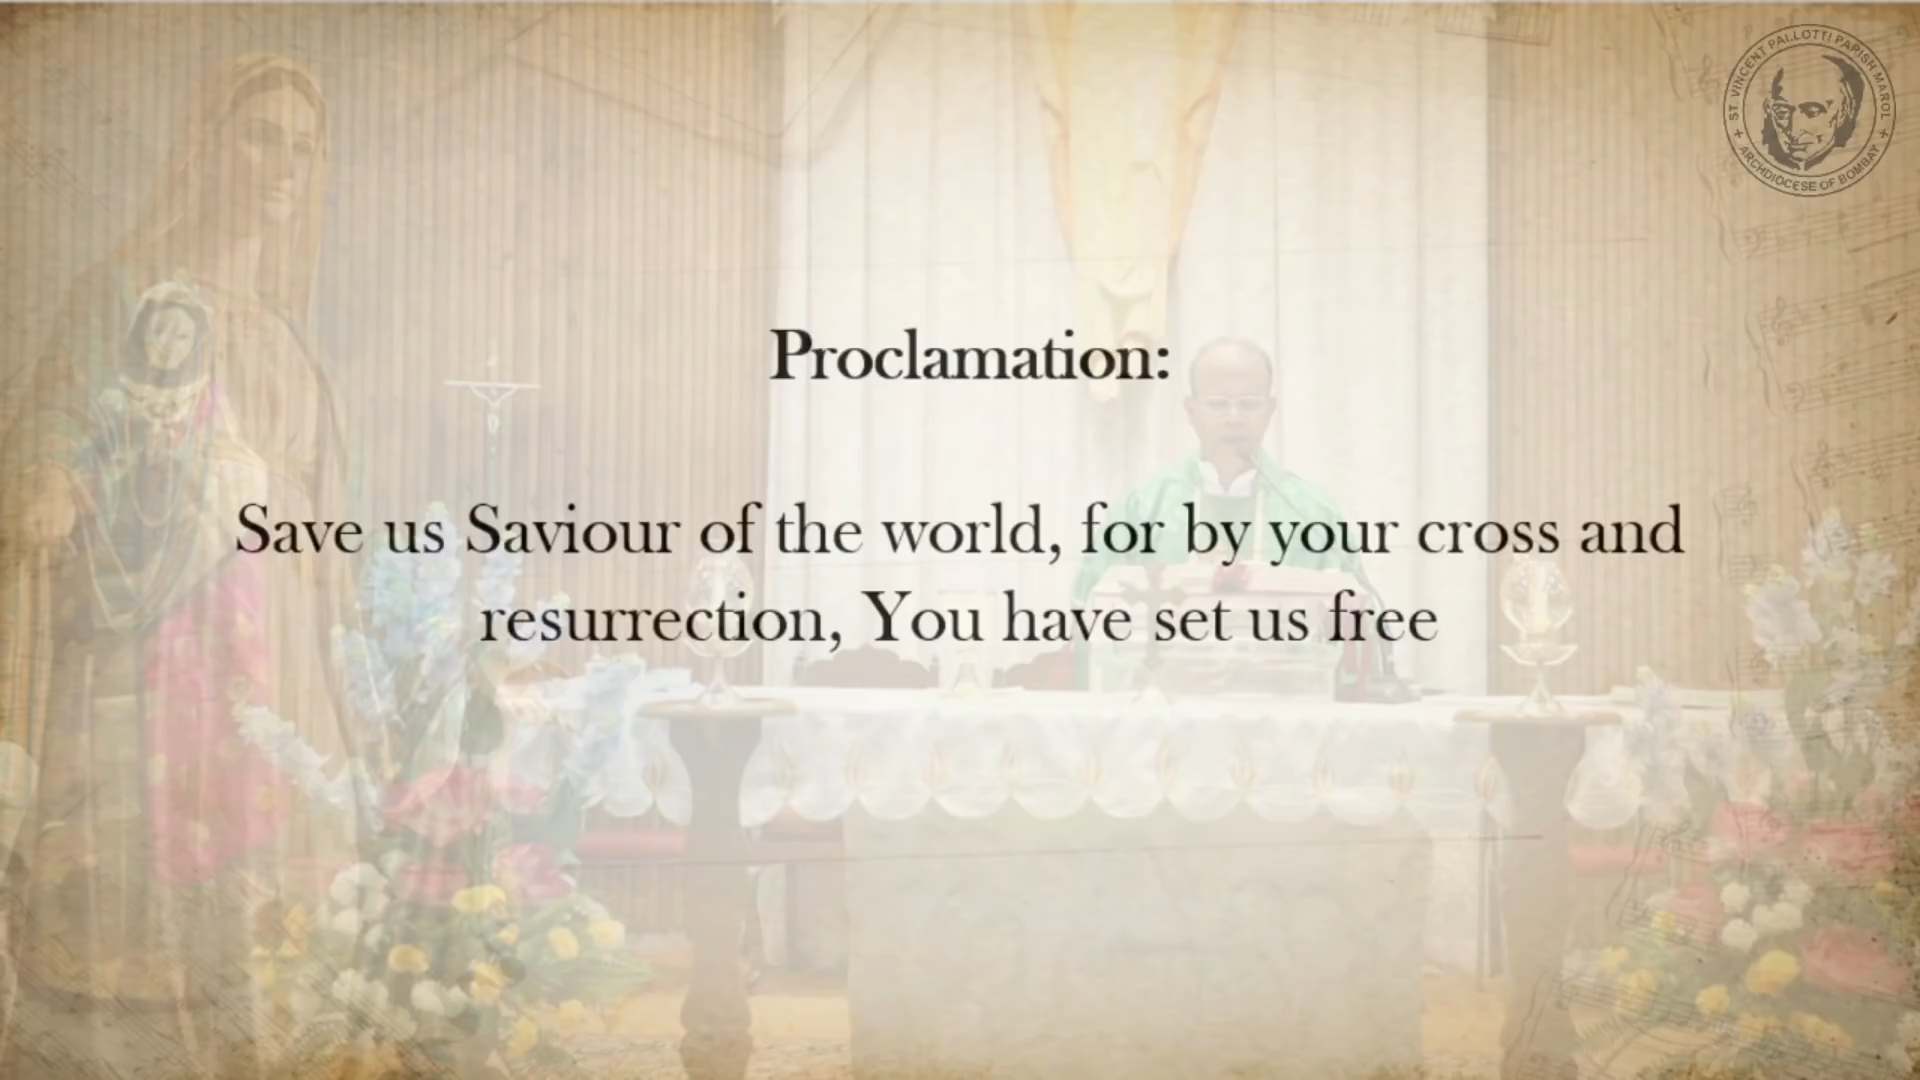 ST VINCENT PALLOTTI PARISH MAROL
+ ARCHDIOCESE OF BOMBAY +
Proclamation:
Save us Saviour of the world, for by your cross and
resurrection, You have set us free